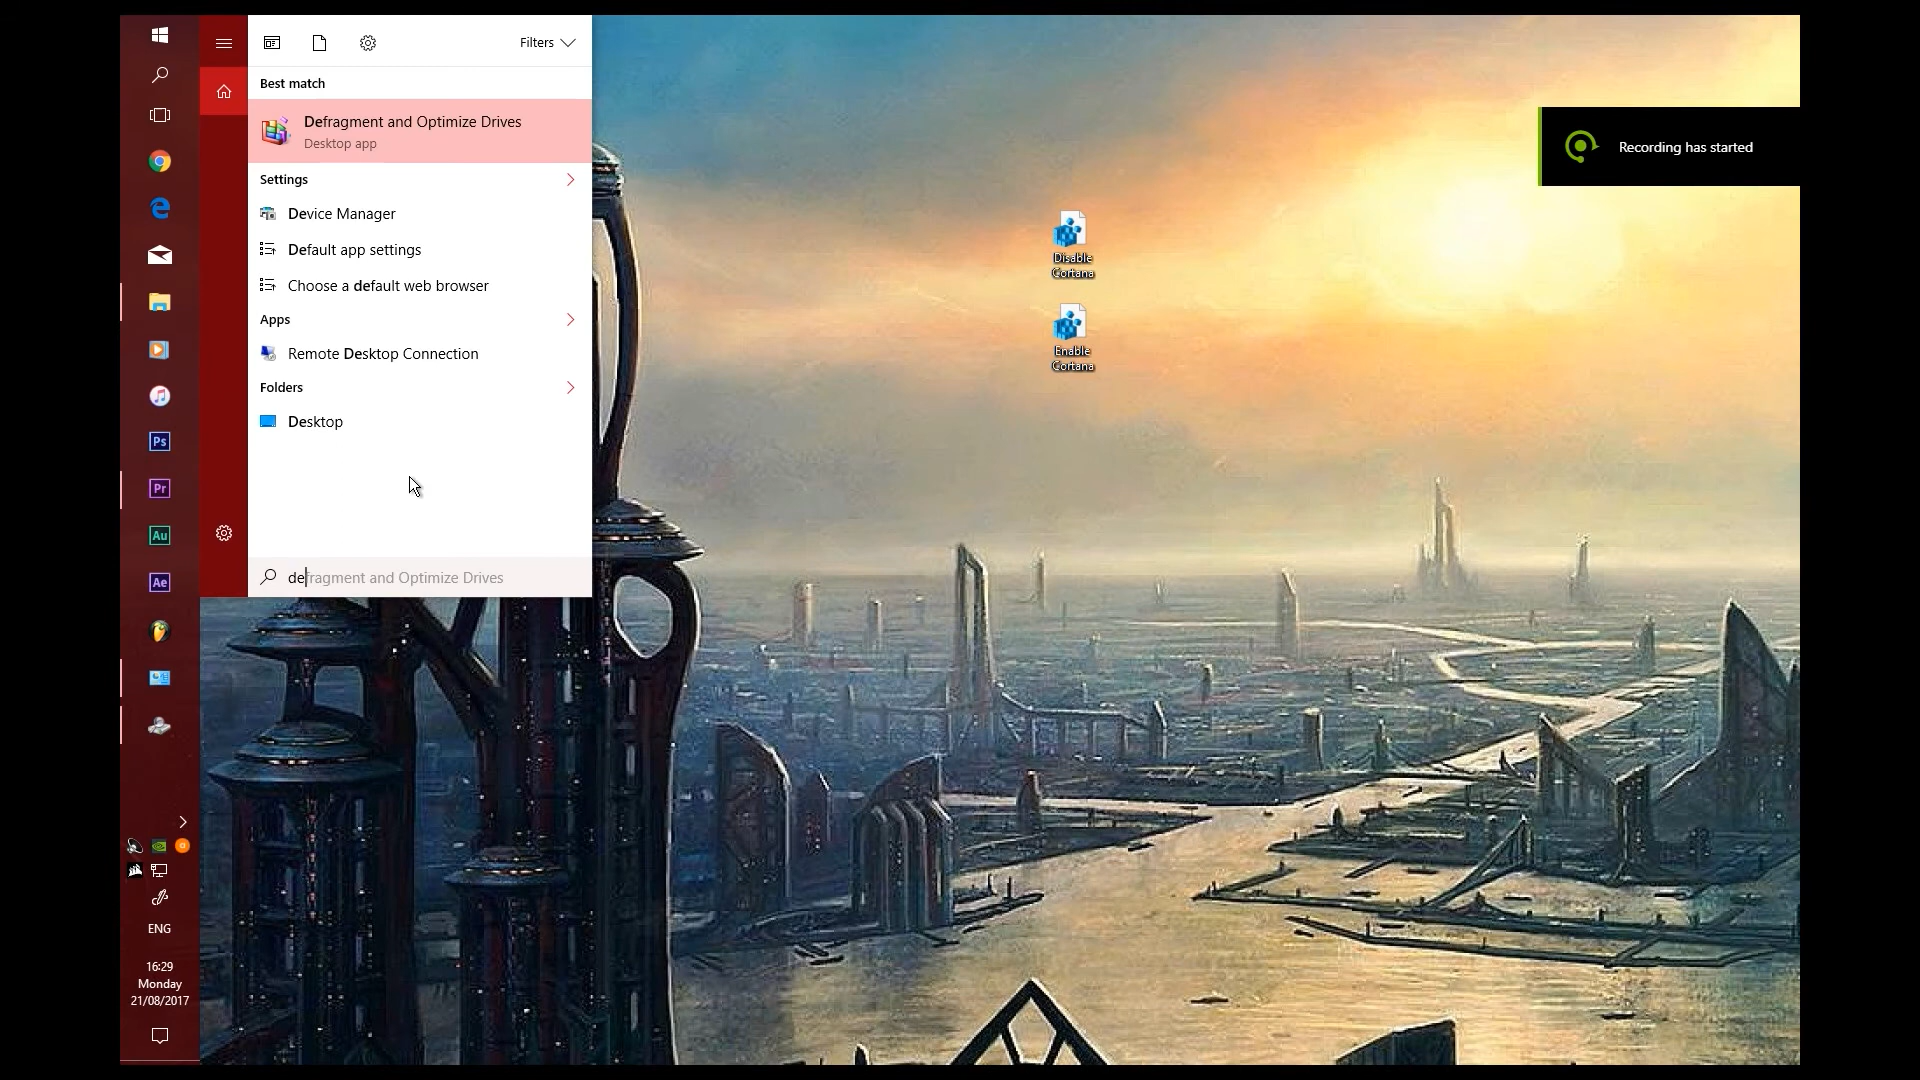 Filters
Best match
Defragment and Optimize Drives
Desktop app
Settings
Device Manager
Default app settings
Choose a default web browser
Apps
Remote Desktop Connection
Folders
Desktop
defragment and Optimize Drives
Recording has started
Disable
Cortana
Enable
Cortana
Ps
Pr
Au
Ae
ENG
16:29
Monday
21/08/2017